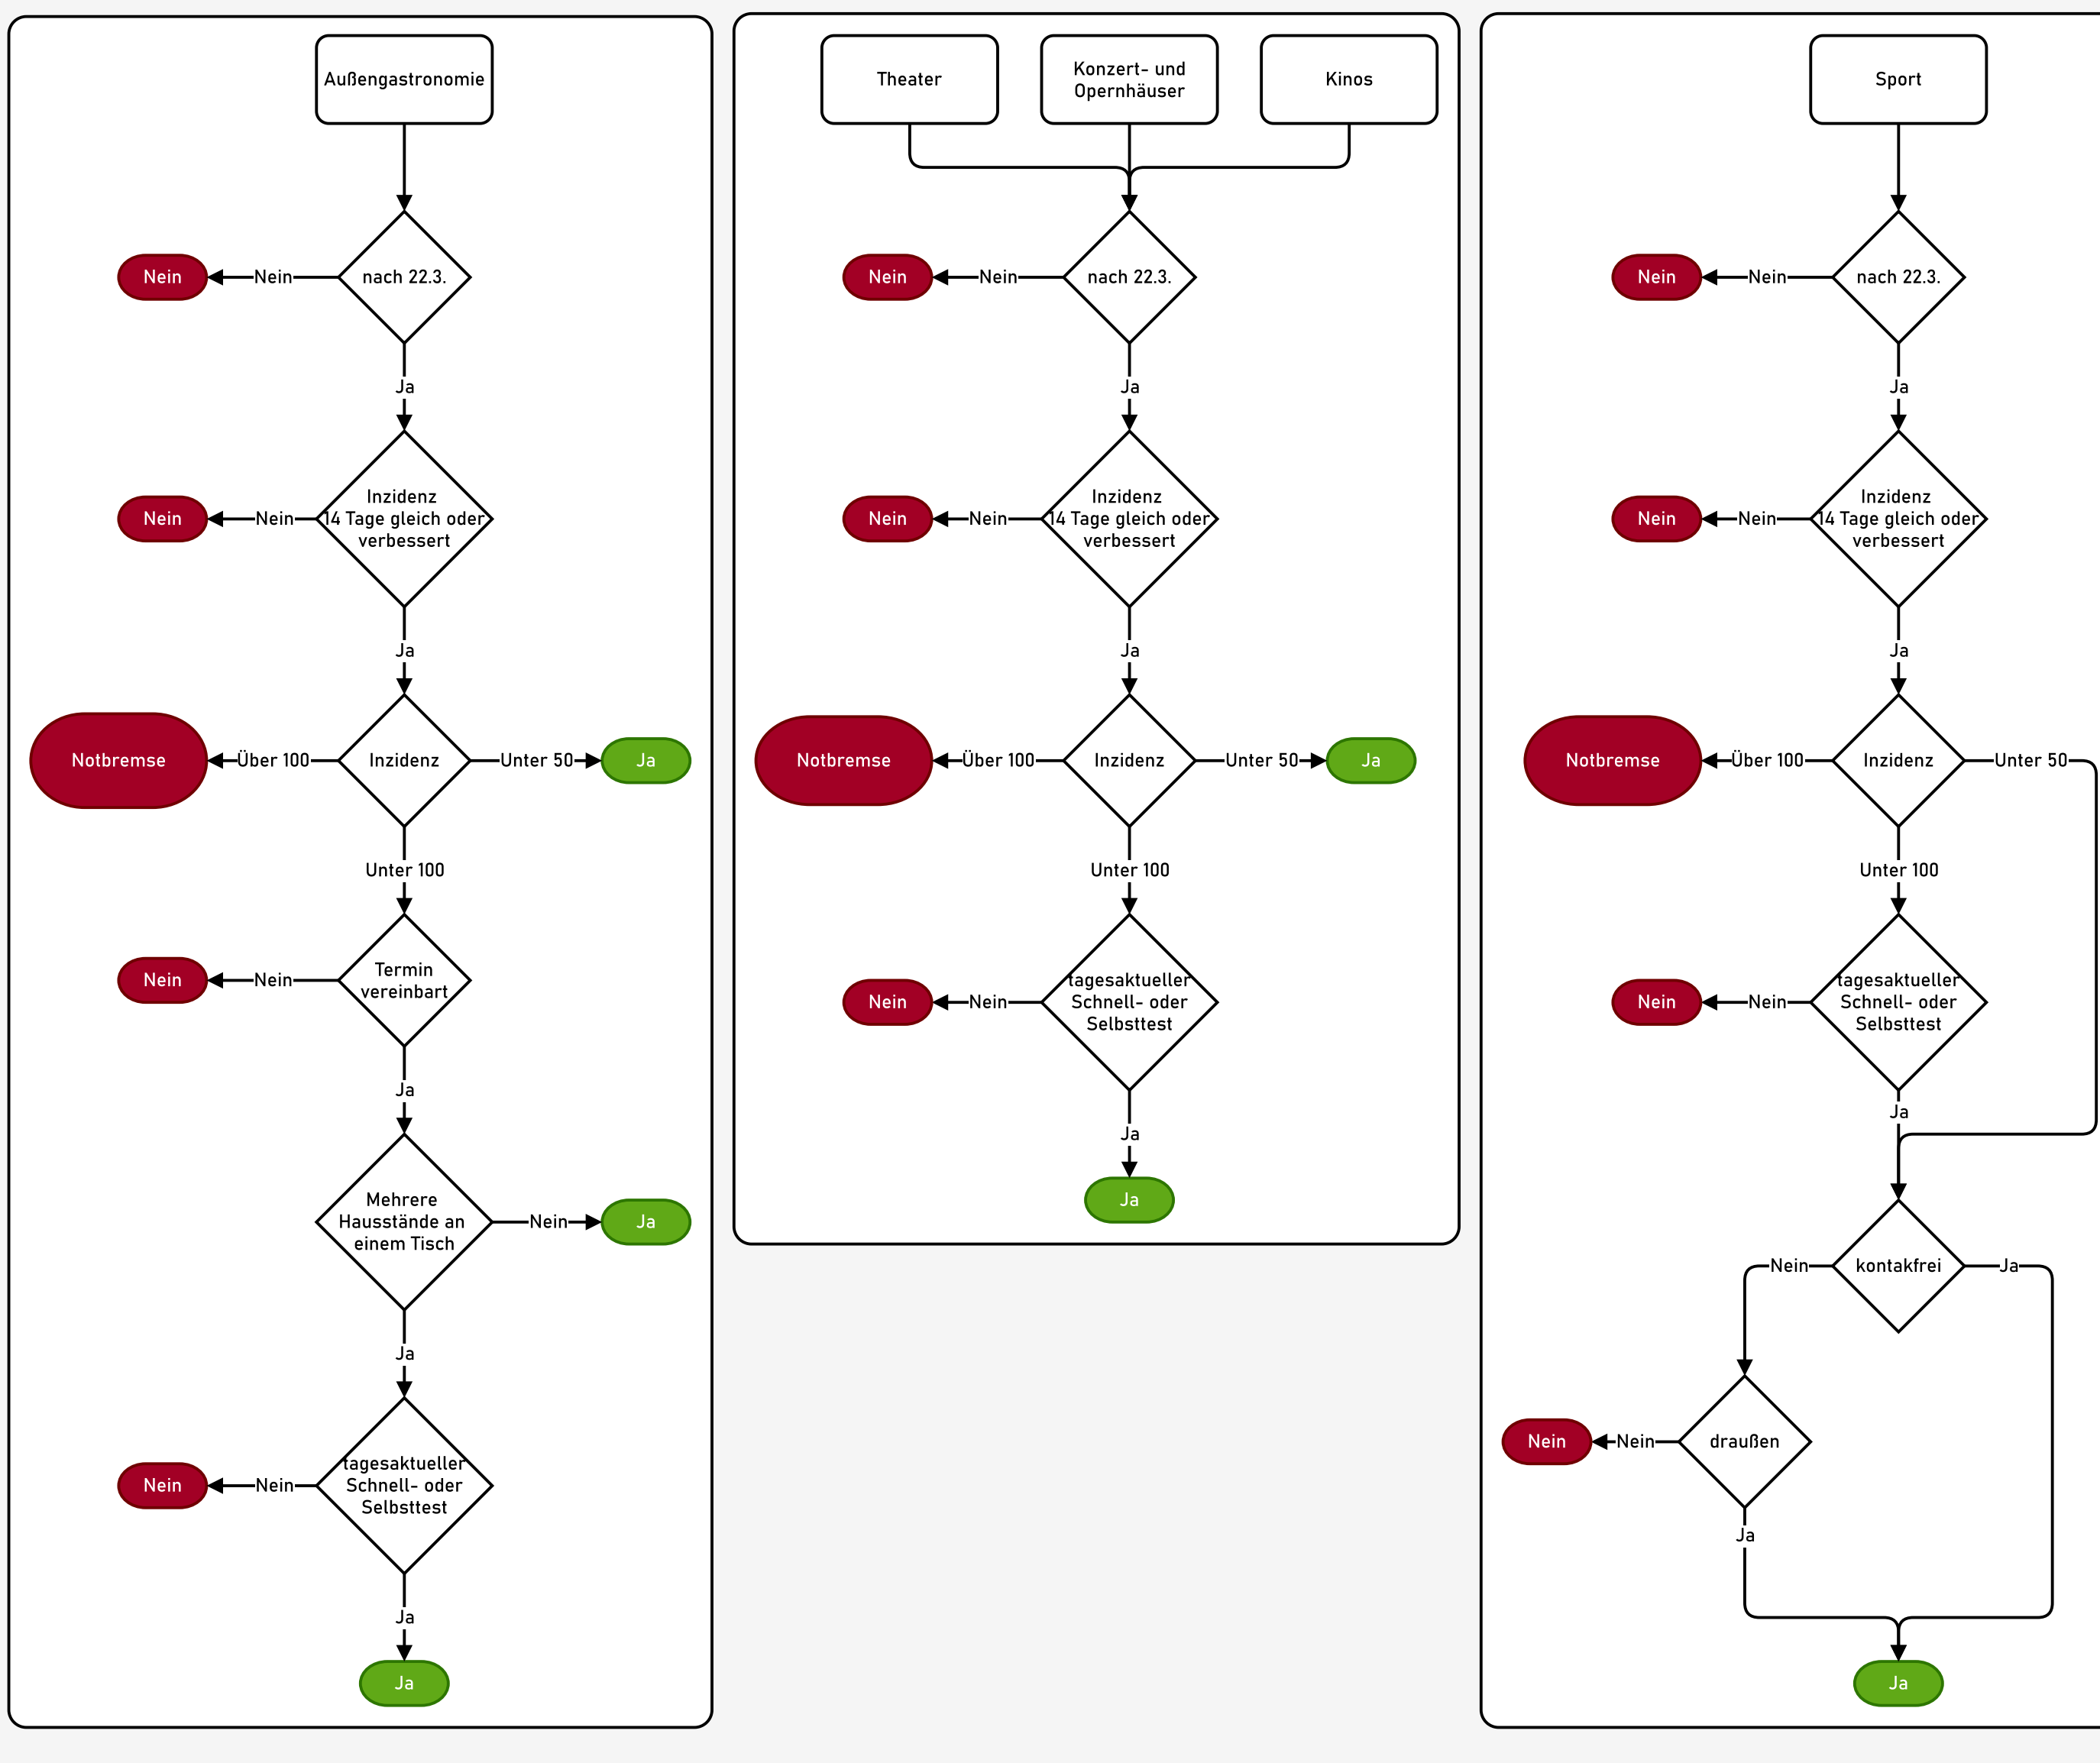 Außengastronomie
nach 22.3.
Nein
Nein
Ja
Inzidenz
14 Tage gleich oder
verbessert
Nein
Nein
Ja
Inzidenz
Über 100
Notbremse
Unter 50
Ja
Unter 100
Termin
vereinbart
Nein
Nein
Ja
Mehrere
Hausstände an
einem Tisch
Nein
Ja
Ja
tagesaktueller
Schnell- oder
Selbsttest
Nein
Nein
Ja
Ja
Theater
Konzert- und
Opernhäuser
Kinos
nach 22.3.
Nein
Nein
Ja
Inzidenz
14 Tage gleich oder
verbessert
Nein
Nein
Ja
Inzidenz
Über 100
Notbremse
Unter 50
Ja
Unter 100
tagesaktueller
Schnell- oder
Selbsttest
Nein
Nein
Ja
Ja
Sport
nach 22.3.
Nein
Nein
Ja
Inzidenz
14 Tage gleich oder
verbessert
Nein
Nein
Ja
Inzidenz
Über 100
Notbremse
Unter 50
Unter 100
tagesaktueller
Schnell- oder
Selbsttest
Nein
Nein
Ja
kontakfrei
Nein
Ja
draußen
Nein
Nein
Ja
Ja